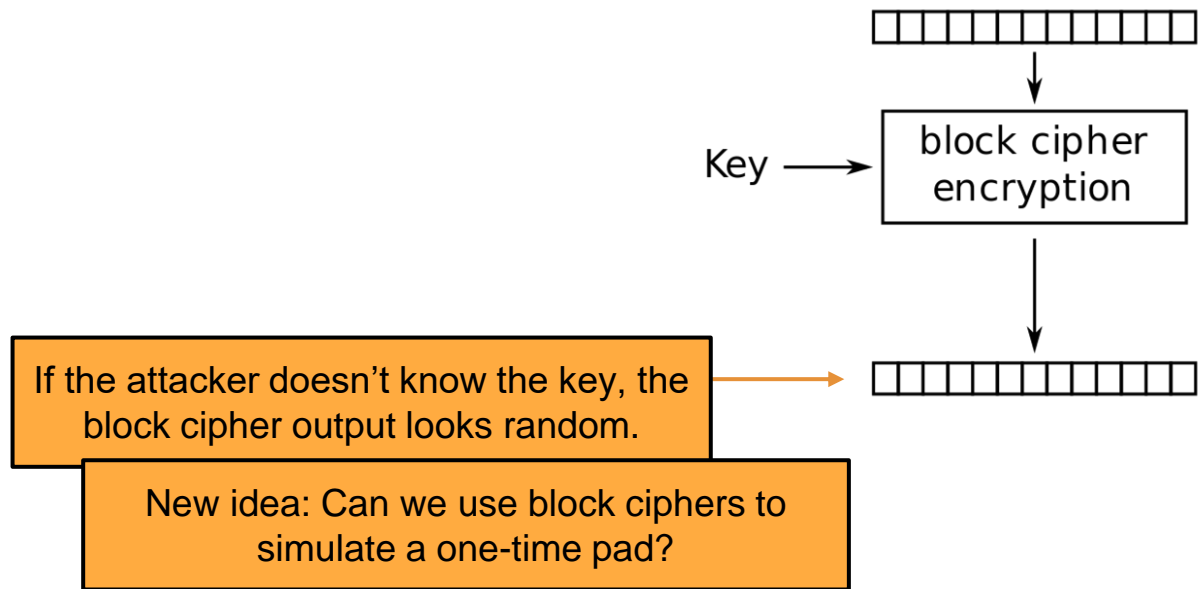 block cipher
encryption
Key
If the attacker doesn’t know the key, the
block cipher output looks random.
New idea: Can we use block ciphers to
simulate a one-time pad?